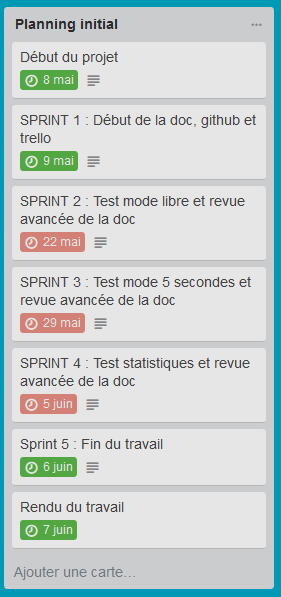 Planning initial
Début du projet
8 mai
SPRINT 1 : Début de la doc, github et
trello
9 mai
SPRINT 2 : Test mode libre et revue
avancée de la doc
22 mai
SPRINT 3 : Test mode 5 secondes et
revue avancée de la doc
29 mai
SPRINT 4 : Test statistiques et revue
avancée de la doc
5 juin
Sprint 5 : Fin du travail
6 juin
Rendu du travail
7 juin
Ajouter une carte…